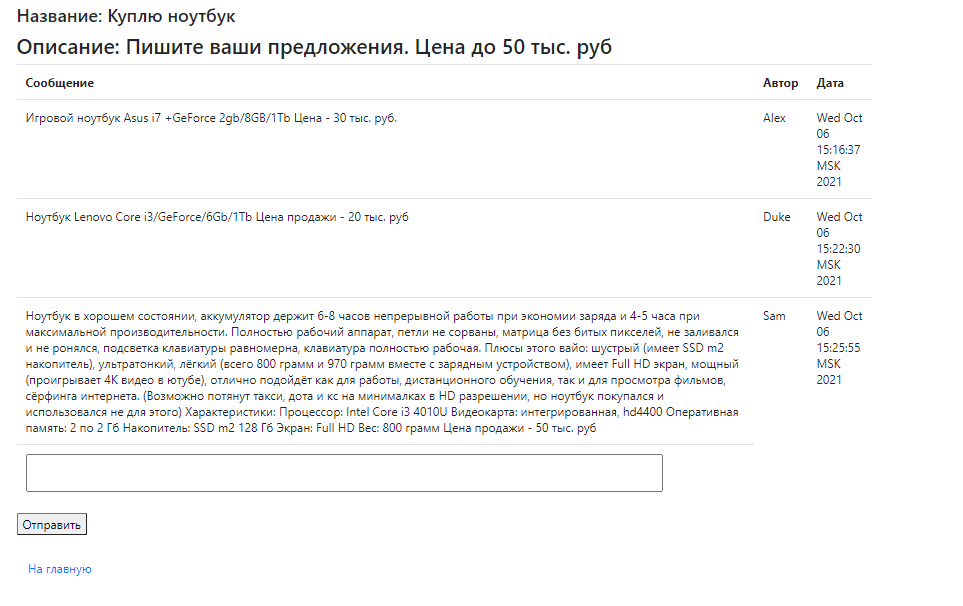 Название: Куплю ноутбук
Описание: Пишите ваши предложения. Цена до 50 тыс. руб
Сообщение Автор Дата
Игровой ноутбук Asus i7 +GeForce 2gb/8GB/1Tb Цена - 30 тыс. руб. Alex Wed Oct
06
15:16:37
MSK
2021
Ноутбук Lenovo Core i3/GeForce/6Gb/1Tb Цена продажи - 20 тыс. руб Duke Wed Oct
06
15:22:30
MSK
2021
Ноутбук в хорошем состоянии, аккумулятор держит 6-8 часов непрерывной работы при экономии заряда и 4-5 часа при Sam Wed Oct
максимальной производительности. Полностью рабочий аппарат, петли не сорваны, матрица без битых пикселей, не заливался 06
и не ронялся, подсветка клавиатуры равномерна, клавиатура полностью рабочая. Плюсы этого вайо: шустрый (имеет SSD m2 15:25:55
накопитель), ультратонкий, лёгкий (всего 800 грамм и 970 грамм вместе с зарядным устройством), имеет Full HD экран, мощный MSK
(проигрывает 4K видео в ютубе), отлично подойдёт как для работы, дистанционного обучения, так и для просмотра фильмов, 2021
сёрфинга интернета. (Возможно потянут такси, дота и кс на минималках в HD разрешении, но ноутбук покупался и
использовался не для этого) Характеристики: Процессор: Intel Core i3 4010U Видеокарта: интегрированная, hd4400 Оперативная
память: 2 по 2 Гб Накопитель: SSD m2 128 Гб Экран: Full HD Вес: 800 грамм Цена продажи - 50 тыс. руб
Отправить
На главную